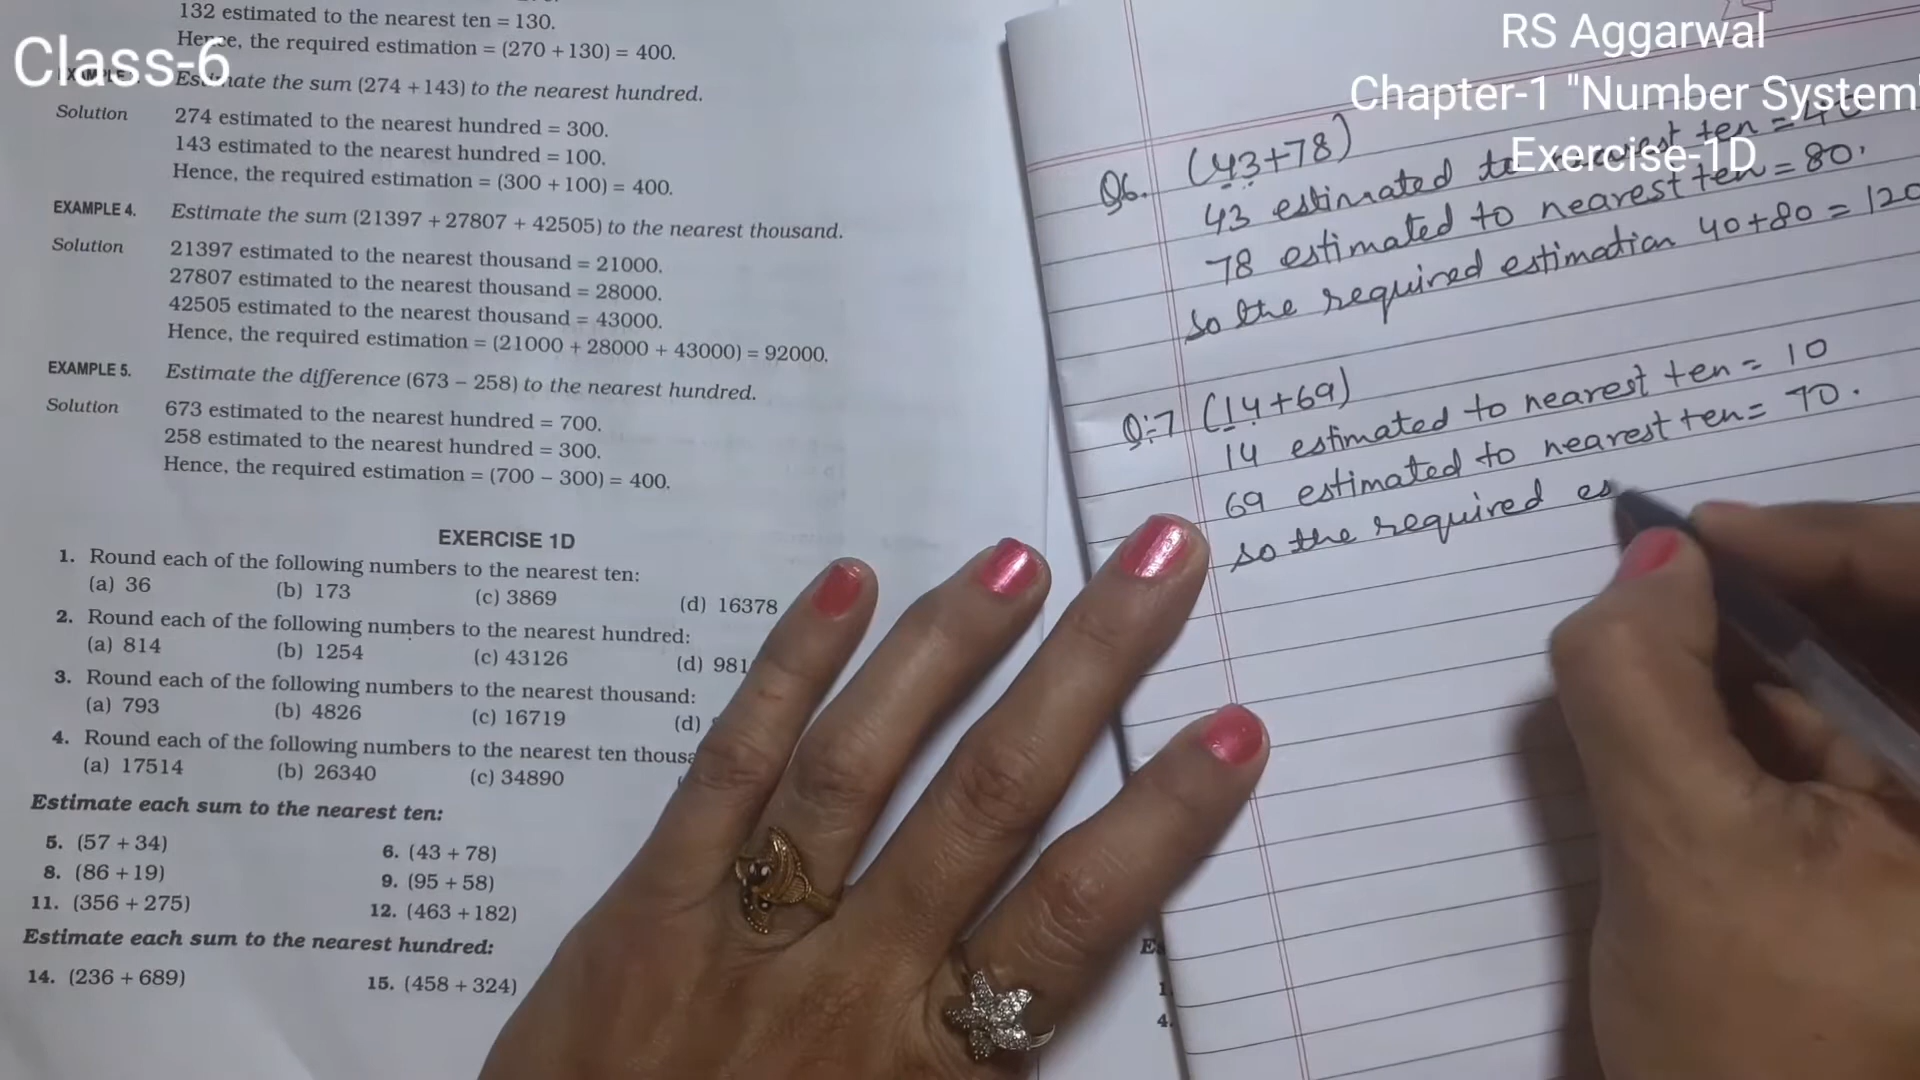 132 estimated to the nearest ten = 130.
Hence, the required estimation = (270 + 130) = 400.
Class-6
Estimate the sum (274 + 143) to the nearest hundred.
Solution 274 estimated to the nearest hundred = 300.
143 estimated to the nearest hundred = 100.
Hence, the required estimation = (300 + 100) = 400.
EXAMPLE 4. Estimate the sum (21397 + 27807 + 42505) to the nearest thousand.
Solution 21397 estimated to the nearest thousand = 21000.
27807 estimated to the nearest thousand = 28000.
42505 estimated to the nearest thousand = 43000.
Hence, the required estimation = (21000 + 28000 + 43000) = 92000.
EXAMPLE 5. Estimate the difference (673 – 258) to the nearest hundred.
Solution 673 estimated to the nearest hundred = 700.
258 estimated to the nearest hundred = 300.
Hence, the required estimation = (700 – 300) = 400.
EXERCISE 1D
1. Round each of the following numbers to the nearest ten:
(a) 36 (b) 173 (c) 3869 (d) 16378
2. Round each of the following numbers to the nearest hundred:
(a) 814 (b) 1254 (c) 43126 (d) 981
3. Round each of the following numbers to the nearest thousand:
(a) 793 (b) 4826 (c) 16719 (d)
4. Round each of the following numbers to the nearest ten
(a) 17514 (b) 26340 (c) 34890
Estimate each sum to the nearest ten:
5. (57 + 34) 6. (43 + 78)
8. (86 + 19) 9. (95 + 58)
11. (356 + 275) 12. (463 + 182)
Estimate each sum to the nearest hundred:
14. (236 + 689) 15. (458 + 324)
RS Aggarwal
Chapter-1 "Number System"
Exercise-1D
Q6. (43+78)
43 estimated to nearest ten =
78 estimated to nearest ten = 80.
So the required estimation 40+80 = 120
Q:7 (14+69)
14 estimated to nearest ten = 10
69 estimated to nearest ten = 70.
So the required es
1.
4.